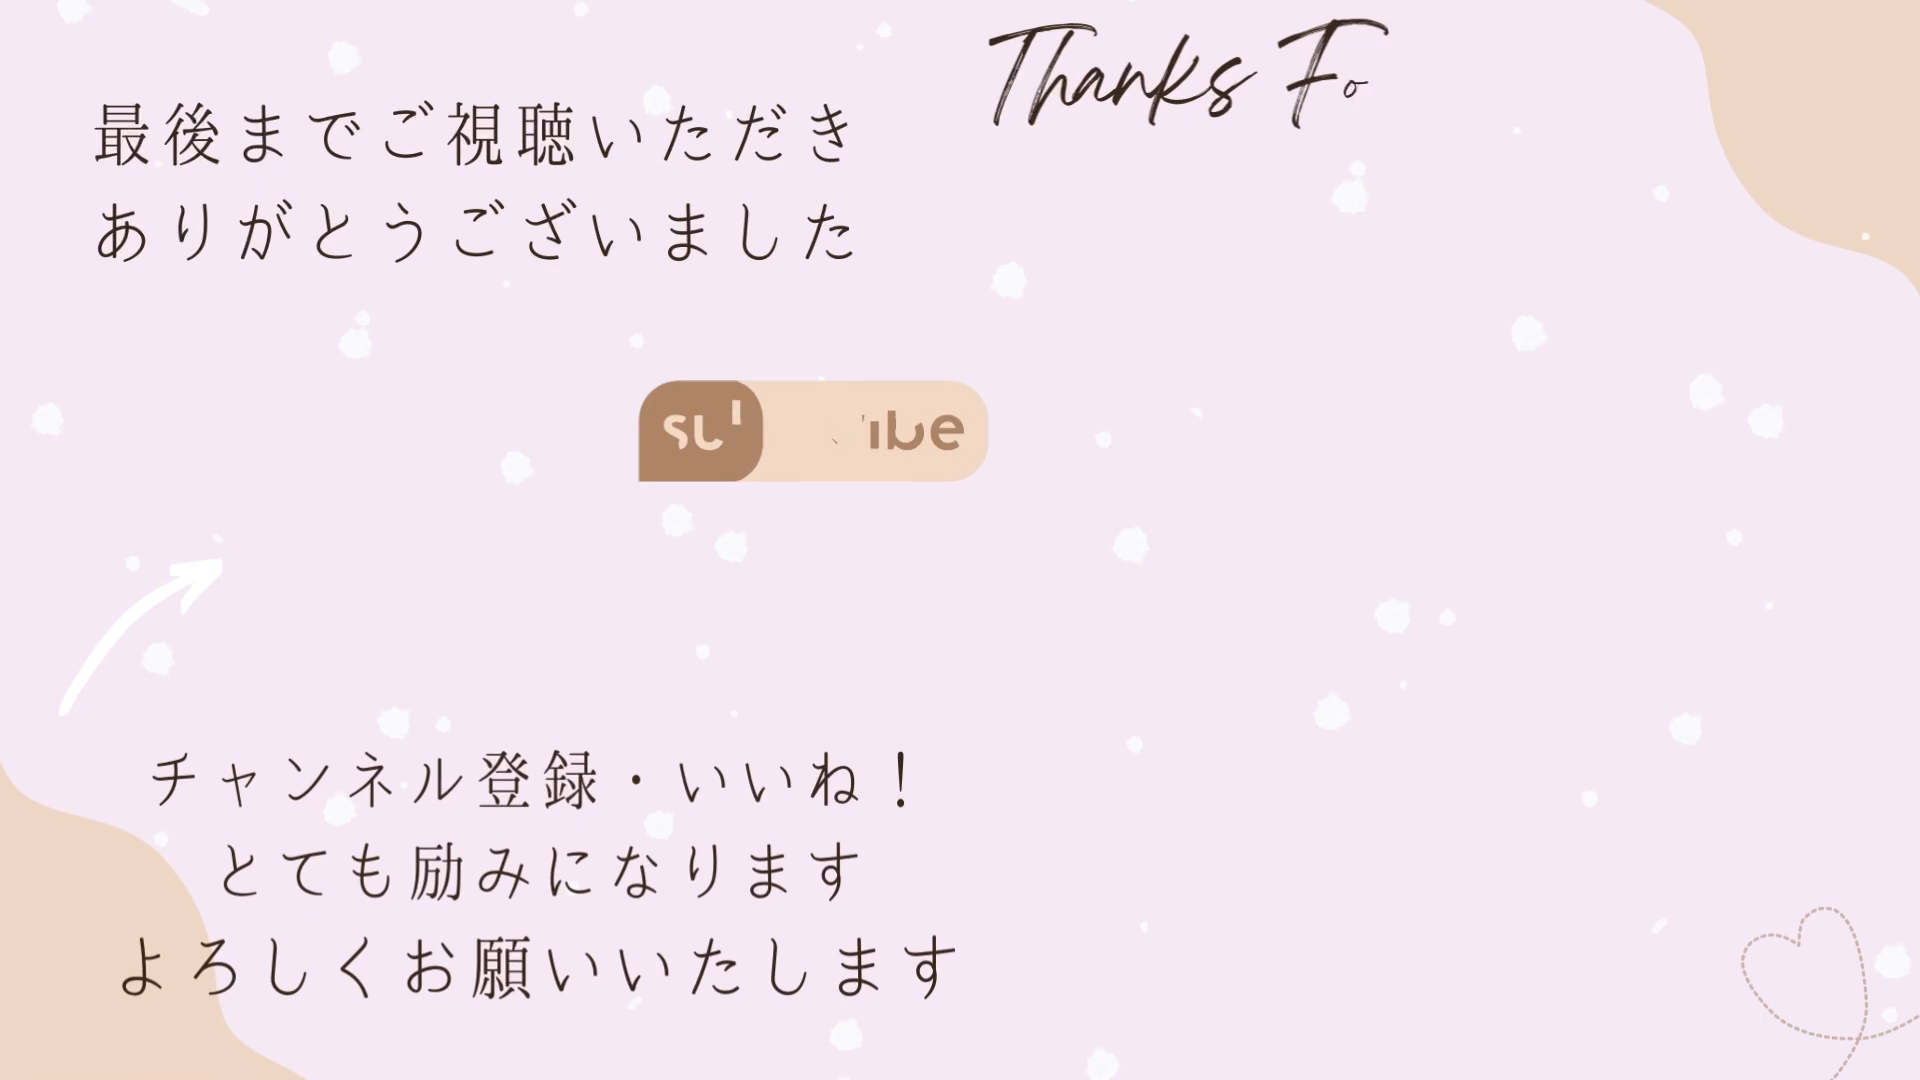 最後までご視聴いただき
ありがとうございました
Thanks Fo
チャンネル登録・いいね！
とても励みになります
よろしくお願いいたします